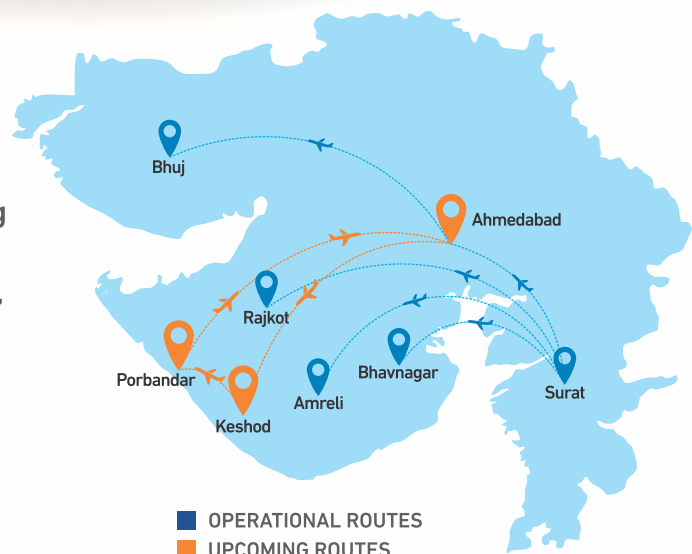 Bhuj
Ahmedabad
Rajkot
Porbandar
Bhavnagar
Surat
Amreli
Keshod
OPERATIONAL ROUTES
UPCOMING ROUTES